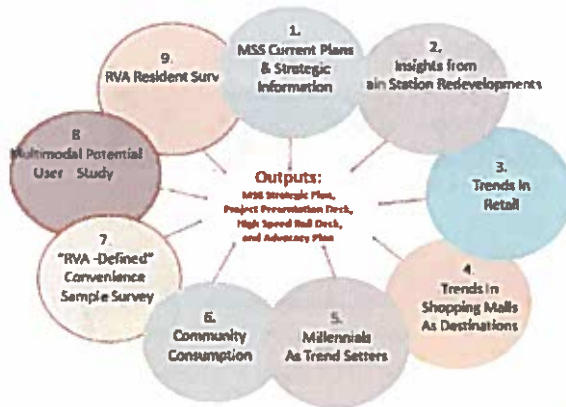 1.
MSS Current Plans
& Strategic
Information
2.
Insights from
ain Station Redevelopments
3.
Trends in
Retail
4.
Trends In
Shopping Malls
As Destinations
5.
Millennials
As Trend Setters
6.
Community
Consumption
7.
"RVA -Defined"
Convenience
Sample Survey
8
Multimodal Potential
User Study
9.
RVA Resident Surv
Outputs:
MSS Strategic Plan,
Project Presentation Deck,
High Speed Rail Deck,
and Advocacy Plan